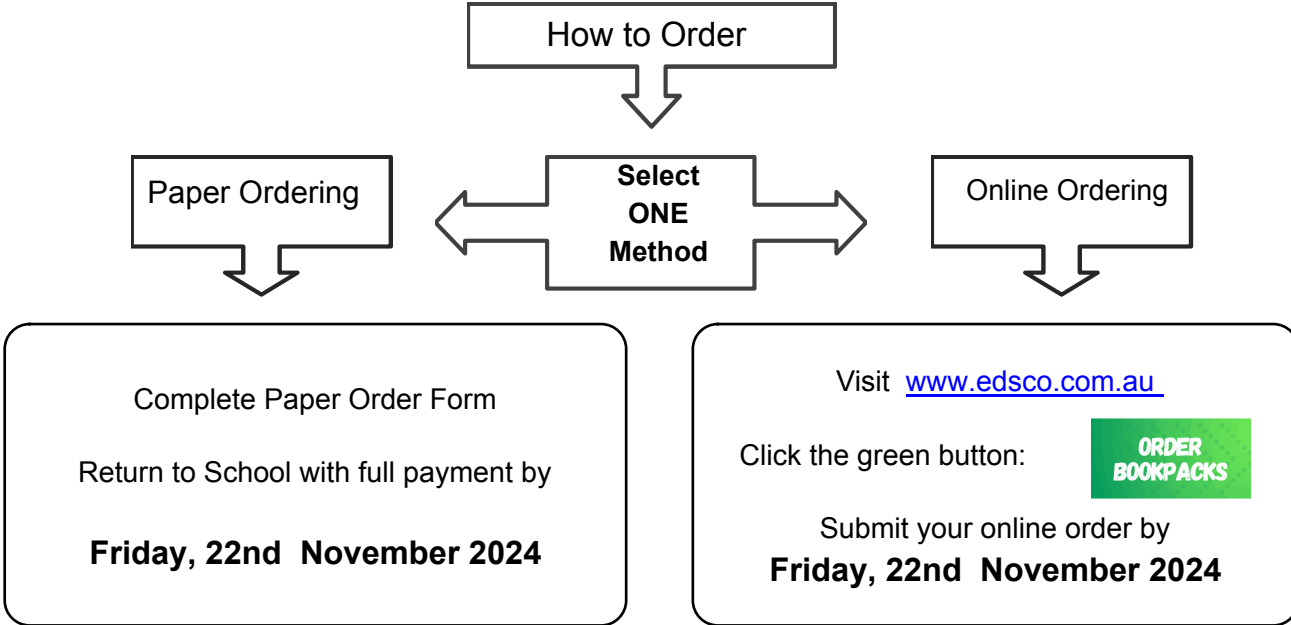 How to Order
Select
ONE
Method
Paper Ordering
Online Ordering
Complete Paper Order Form
Return to School with full payment by
Friday, 22nd November 2024
Visit www.edsco.com.au
Click the green button:
ORDER
BOOKPACKS
Submit your online order by
Friday, 22nd November 2024